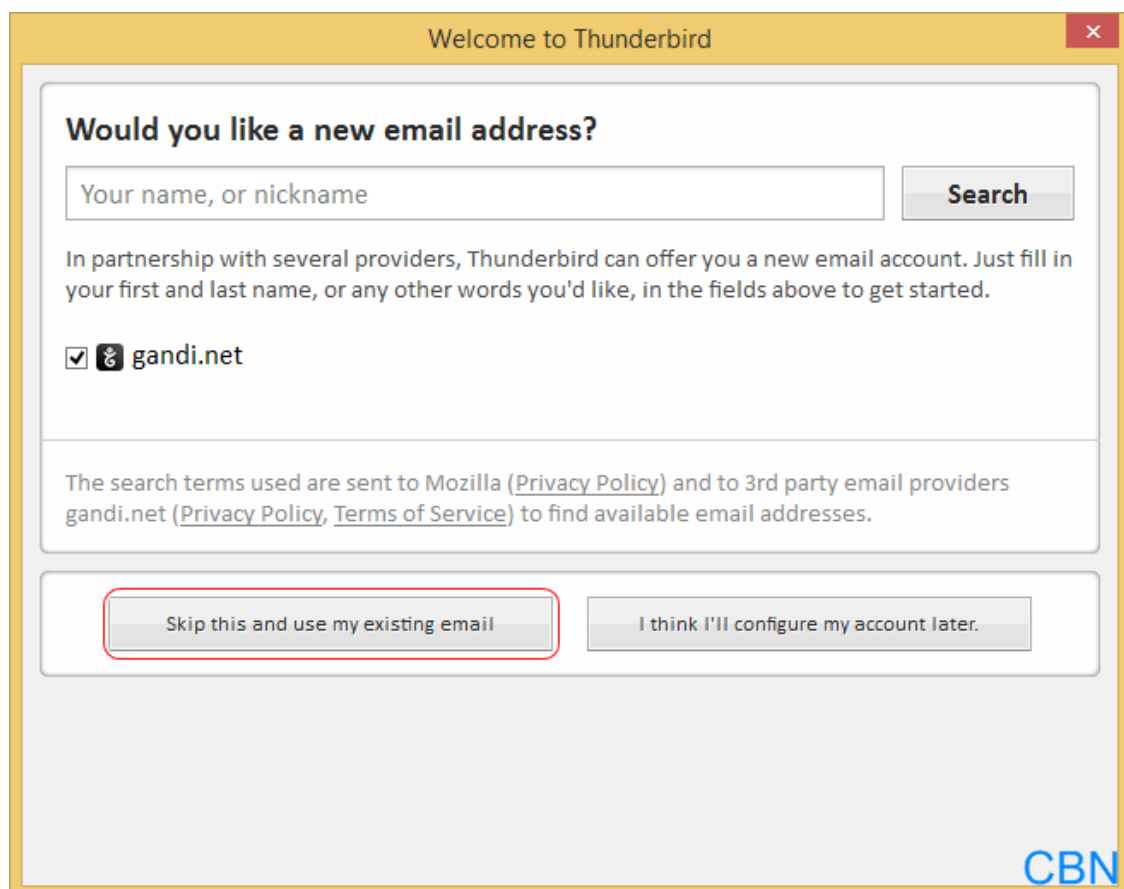 Welcome to Thunderbird
Would you like a new email address?
Your name, or nickname
Search
In partnership with several providers, Thunderbird can offer you a new email account. Just fill in
your first and last name, or any other words you'd like, in the fields above to get started.
gandi.net
The search terms used are sent to Mozilla (Privacy Policy) and to 3rd party email providers
gandi.net (Privacy Policy, Terms of Service) to find available email addresses.
Skip this and use my existing email
I think I'll configure my account later.
CBN